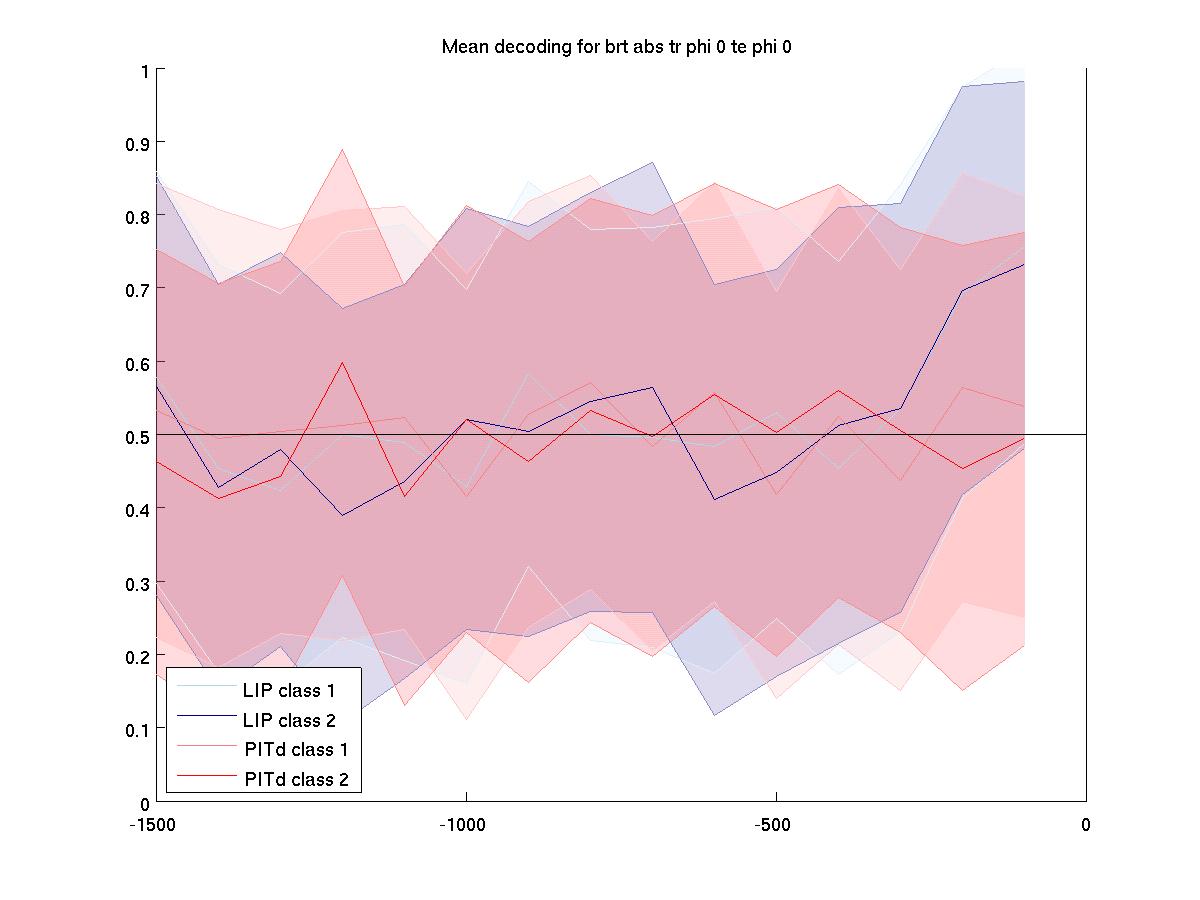 Mean decoding for brt abs tr phi 0 te phi 0
1
0.9
0.8
0.7
0.6
0.5
0.4
0.3
0.2
0.1
0
LIP class 1
LIP class 2
PITd class 1
PITd class 2
-1500 -1000 -500 0